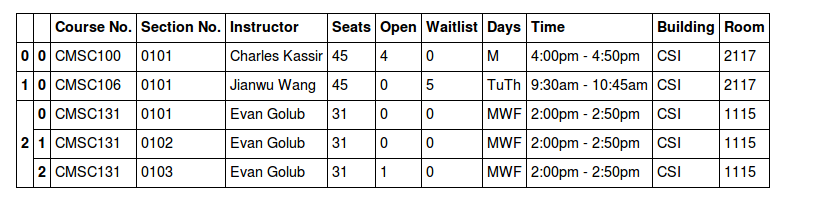 Course No. Section No. Instructor Seats Open Waitlist Days Time Building Room
0 0 CMSC100 0101 Charles Kassir 45 4 0 M 4:00pm - 4:50pm CSI 2117
1 0 CMSC106 0101 Jianwu Wang 45 0 5 TuTh 9:30am - 10:45am CSI 2117
0 CMSC131 0101 Evan Golub 31 0 0 MWF 2:00pm - 2:50pm CSI 1115
2 1 CMSC131 0102 Evan Golub 31 0 0 MWF 2:00pm - 2:50pm CSI 1115
2 CMSC131 0103 Evan Golub 31 1 0 MWF 2:00pm - 2:50pm CSI 1115